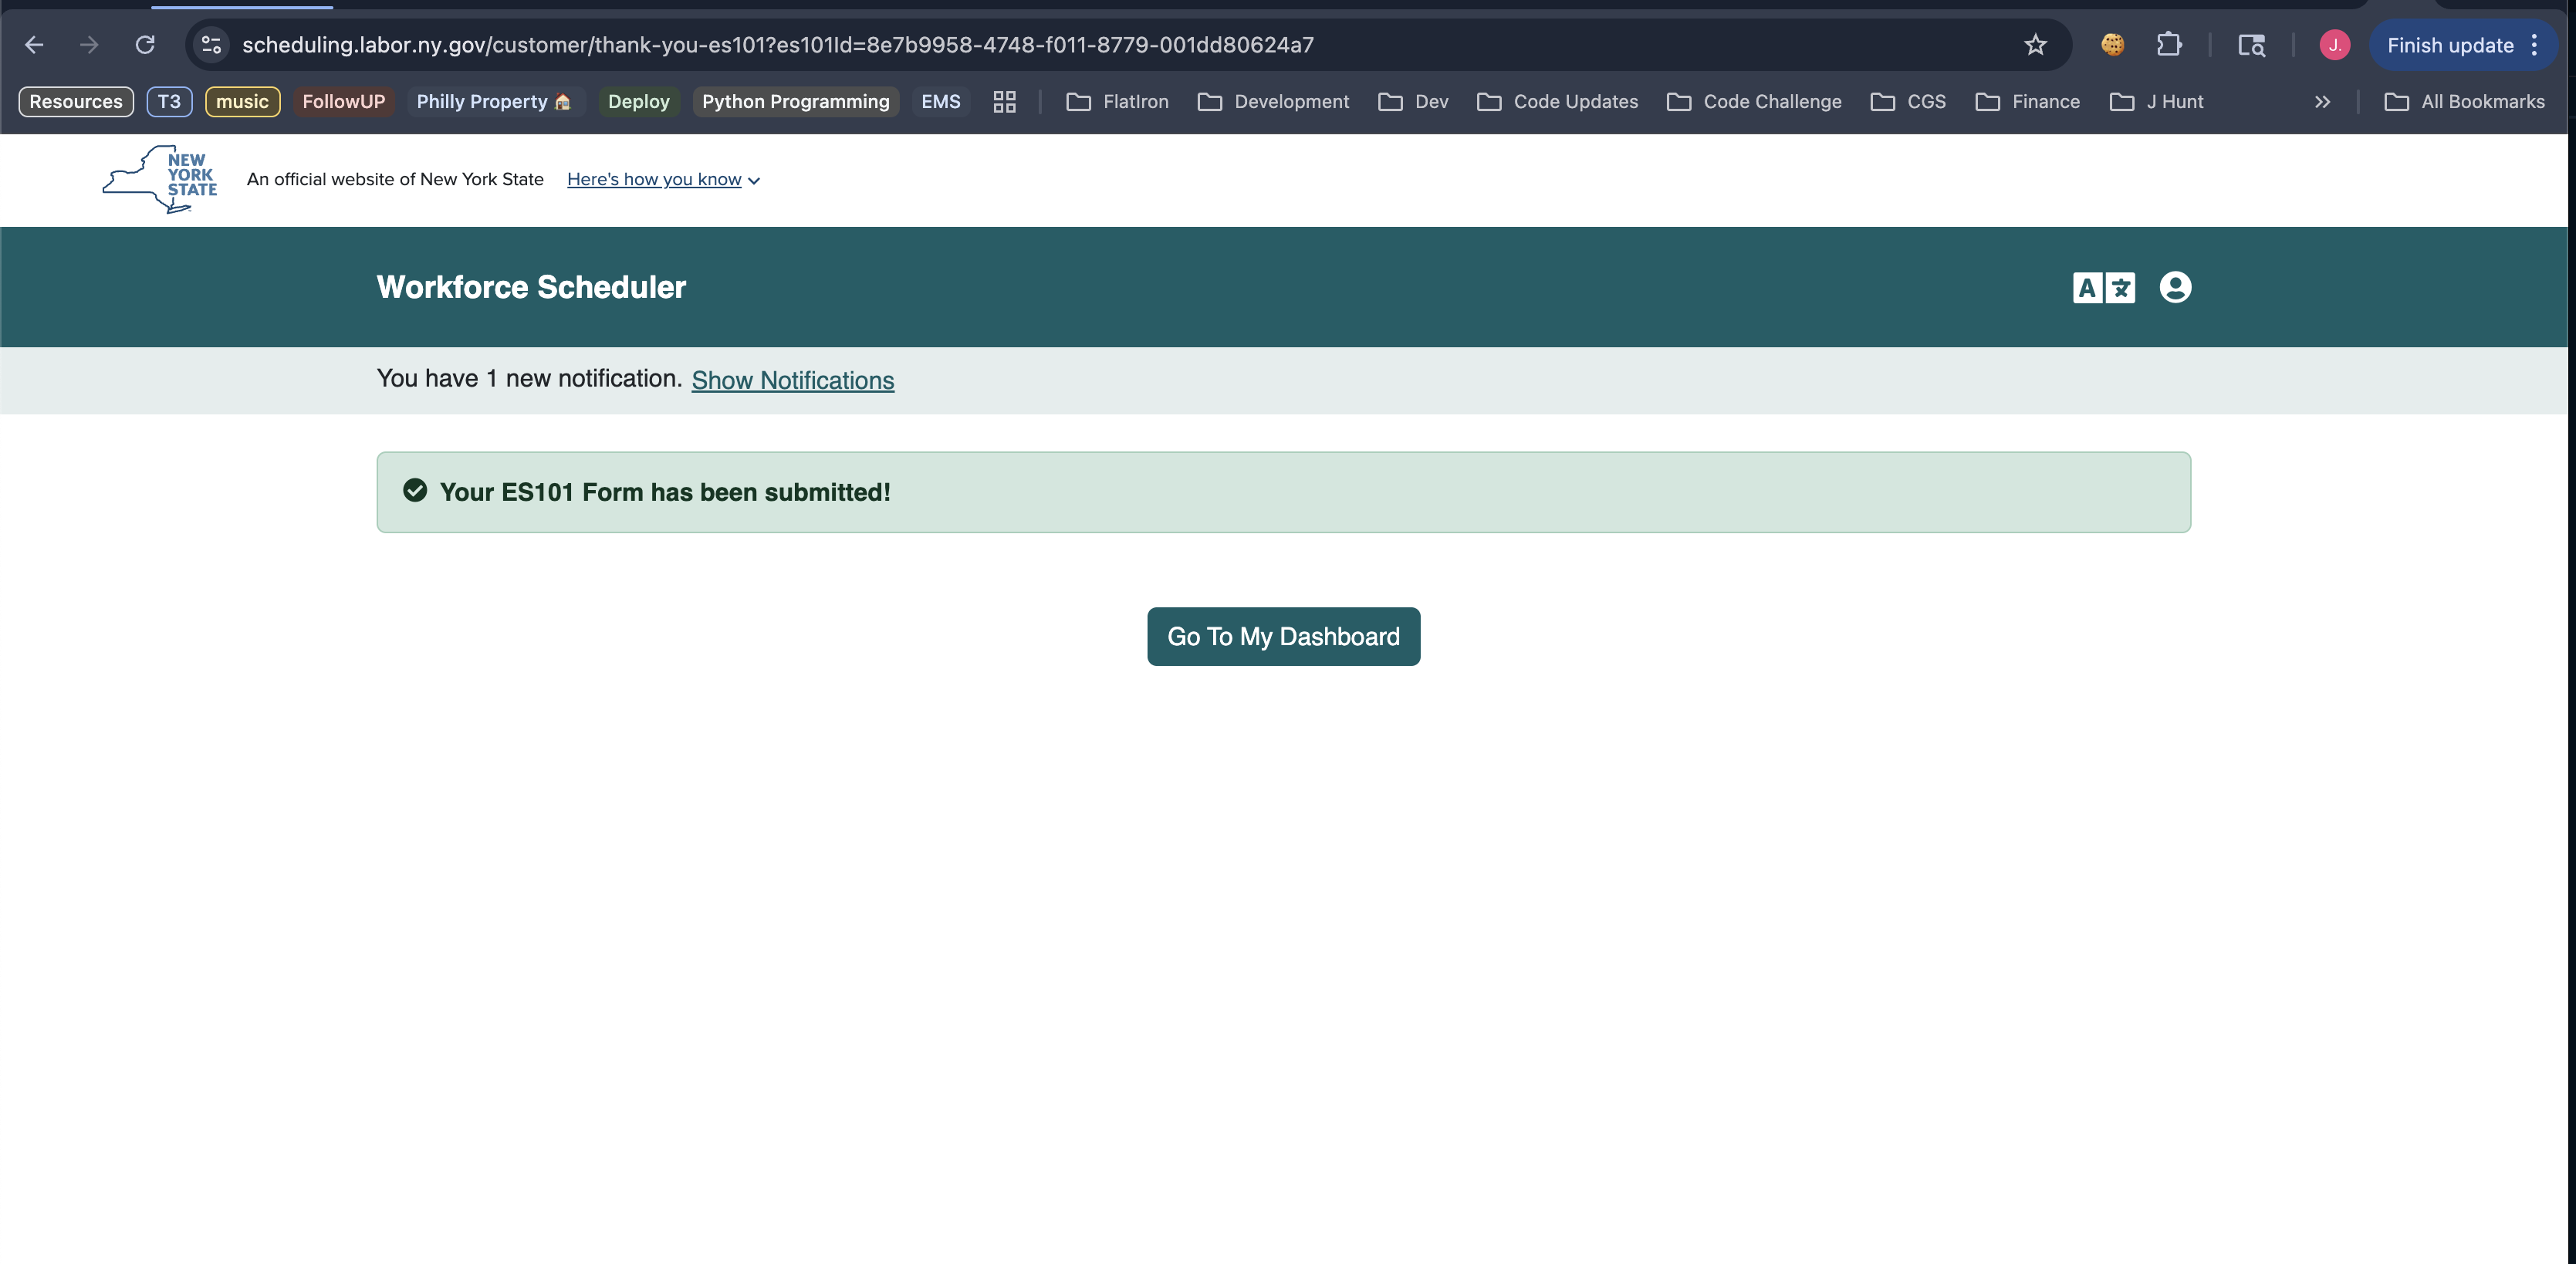 scheduling.labor.ny.gov/customer/thank-you-es101?es101Id=8e7b9958-4748-f011-8779-001dd80624a7
J.
Finish update
Resources T3 music FollowUP Philly Property 🏠 Deploy Python Programming EMS FlatIron Development Dev Code Updates Code Challenge CGS Finance J Hunt All Bookmarks
NEW
YORK
STATE
An official website of New York State Here's how you know
Workforce Scheduler
A 文
You have 1 new notification. Show Notifications
Your ES101 Form has been submitted!
Go To My Dashboard